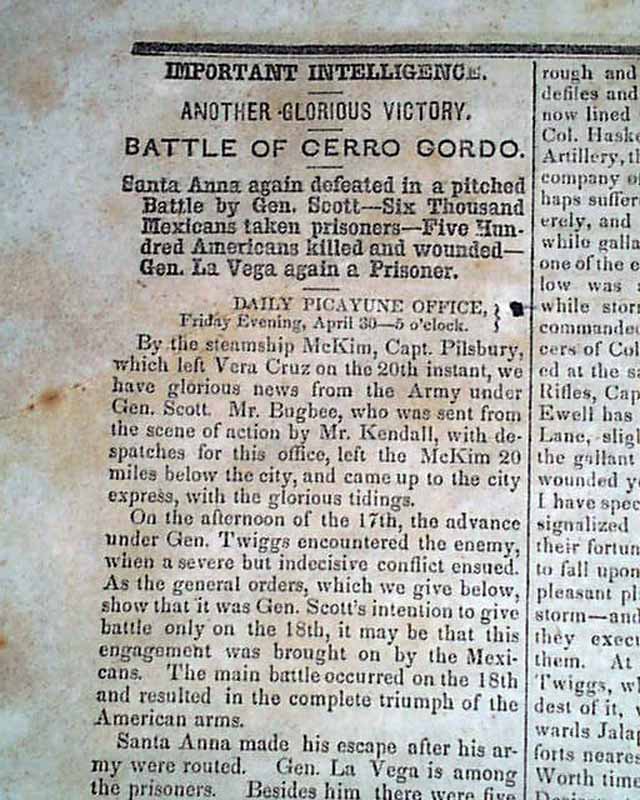 IMPORTANT INTELLIGENCE.
ANOTHER GLORIOUS VICTORY.
BATTLE OF CERRO GORDO.
Santa Anna again defeated in a pitched
Battle by Gen. Scott—Six Thousand
Mexicans taken prisoners—Five Hun-
dred Americans killed and wounded—
Gen. La Vega again a Prisoner.
DAILY PICAYUNE OFFICE,
Friday Evening, April 30—5 o'clock.
By the steamship McKim, Capt. Pilsbury,
which left Vera Cruz on the 20th instant, we
have glorious news from the Army under
Gen. Scott. Mr. Bugbee, who was sent from
the scene of action by Mr. Kendall, with de-
spatches for this office, left the McKim 20
miles below the city, and came up to the city
express, with the glorious tidings.
On the afternoon of the 17th, the advance
under Gen. Twiggs encountered the enemy,
when a severe but indecisive conflict ensued.
As the general orders, which we give below,
show that it was Gen. Scott's intention to give
battle only on the 18th, it may be that this
engagement was brought on by the Mexi-
cans. The main battle occurred on the 18th
and resulted in the complete triumph of the
American arms.
Santa Anna made his escape after his ar-
my were routed. Gen. La Vega is among
the prisoners. Besides him there were five
rough and
defiles and
now lined
Col. Haske
Artillery, th
company of
haps suffer
erely, and
while galla
one of the e
low was
while storm
commanded
cers of Col
ed at the sa
Rifles, Cap
Ewell has
Lane, sligh
the gallant
wounded ye
I have spec
signalized
their fortun
to fall upon
pleasant pl
storm—and
they execu
them. At
Twiggs, wh
dest of it, w
wards Jalap
forts neares
Worth time